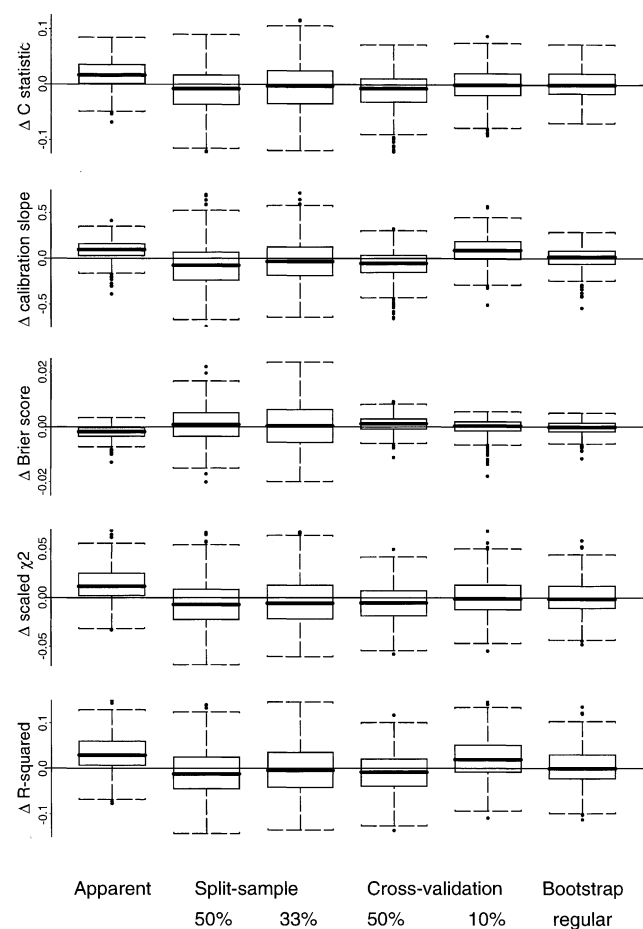 Δ C statistic
0.1
0.0
-0.1
Δ calibration slope
0.5
0.0
-0.5
Δ Brier score
0.02
0.00
-0.02
Δ scaled χ2
0.05
0.00
-0.05
Δ R-squared
0.1
0.0
-0.1
Apparent Split-sample Cross-validation Bootstrap
50% 33% 50% 10% regular